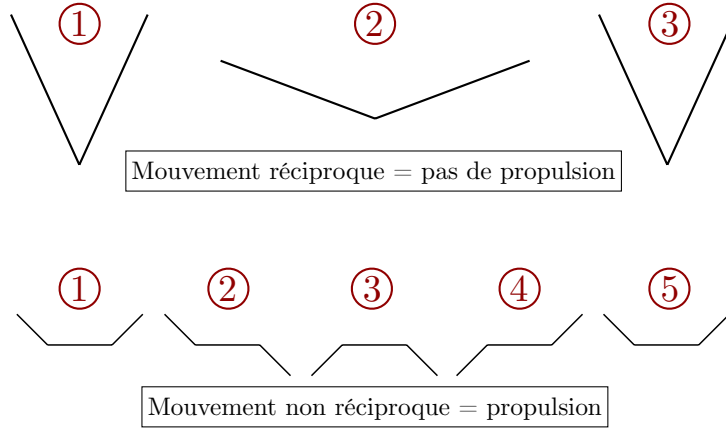 1 2 3
Mouvement réciproque = pas de propulsion
1 2 3 4 5
Mouvement non réciproque = propulsion